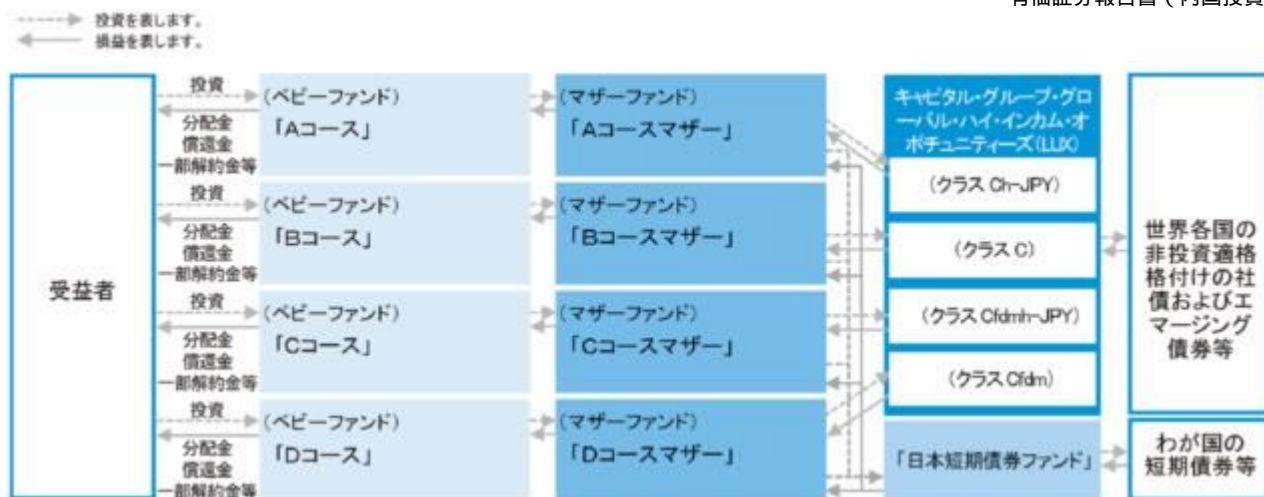 投資を表します。
損益を表します。
受益者
投資
分配金
償還金
一部解約金等
(ベビーファンド)
「Aコース」
(マザーファンド)
「Aコースマザー」
投資
分配金
償還金
一部解約金等
(ベビーファンド)
「Bコース」
(マザーファンド)
「Bコースマザー」
投資
分配金
償還金
一部解約金等
(ベビーファンド)
「Cコース」
(マザーファンド)
「Cコースマザー」
投資
分配金
償還金
一部解約金等
(ベビーファンド)
「Dコース」
(マザーファンド)
「Dコースマザー」
キャピタル・グループ・グロ
ーバル・ハイ・インカム・オ
ポチュニティーズ(LUX)
(クラス Ch-JPY)
(クラス C)
(クラス Cfdmh-JPY)
(クラス Cfdm)
「日本短期債券ファンド」
世界各国の
非投資適格
格付けの社
債およびエ
マージング
債券等
わが国の
短期債券等